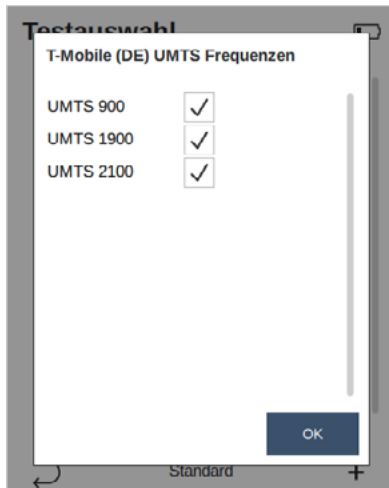 Testauswahl
T-Mobile (DE) UMTS Frequenzen
UMTS 900
UMTS 1900
UMTS 2100
OK
Standard